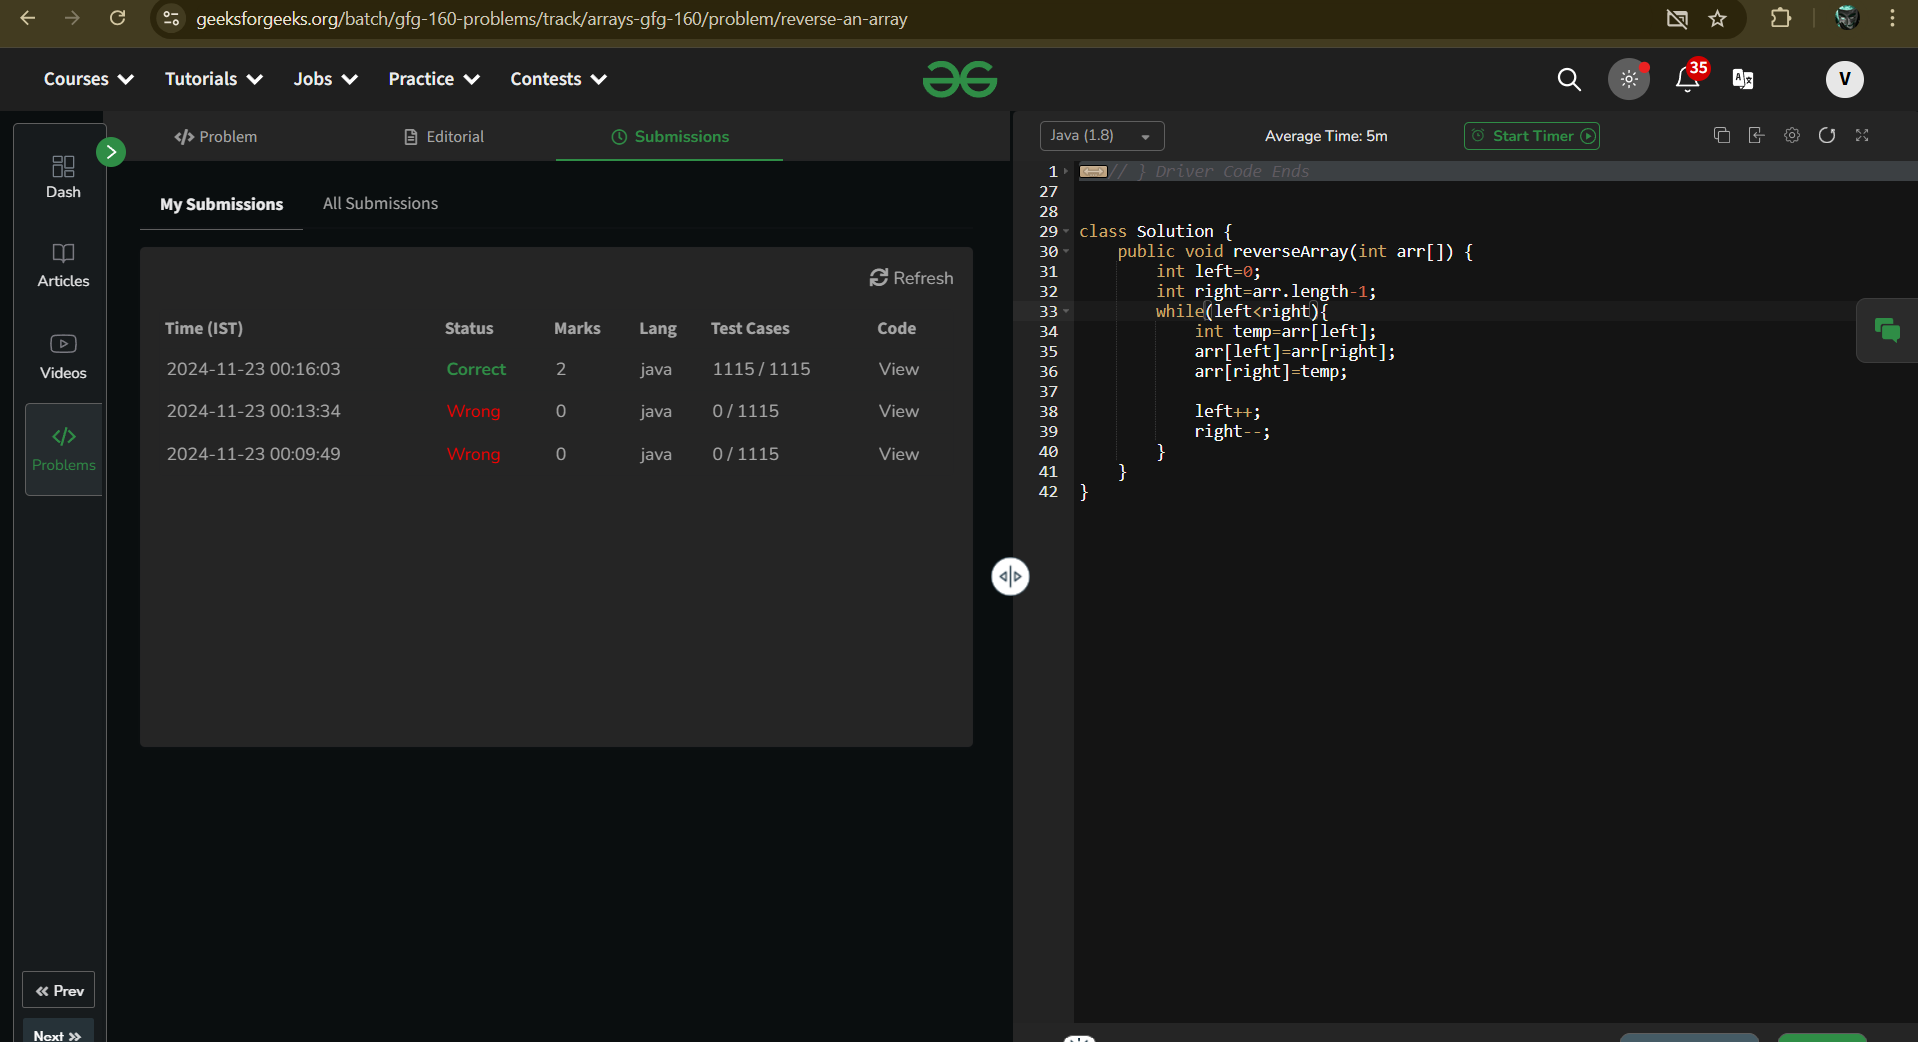 geeksforgeeks.org/batch/gfg-160-problems/track/arrays-gfg-160/problem/reverse-an-array
Courses Tutorials Jobs Practice Contests 35 V
Dash
Articles
Videos
Problems
Prev
Next
Problem Editorial Submissions
My Submissions All Submissions
Refresh
Time (IST) Status Marks Lang Test Cases Code
2024-11-23 00:16:03 Correct 2 java 1115 / 1115 View
2024-11-23 00:13:34 Wrong 0 java 0 / 1115 View
2024-11-23 00:09:49 Wrong 0 java 0 / 1115 View
Java (1.8) Average Time: 5m Start Timer
1 // } Driver Code Ends
27
28
29 class Solution {
30 public void reverseArray(int arr[]) {
31 int left=0;
32 int right=arr.length-1;
33 while(left<right){
34 int temp=arr[left];
35 arr[left]=arr[right];
36 arr[right]=temp;
37
38 left++;
39 right--;
40 }
41 }
42 }